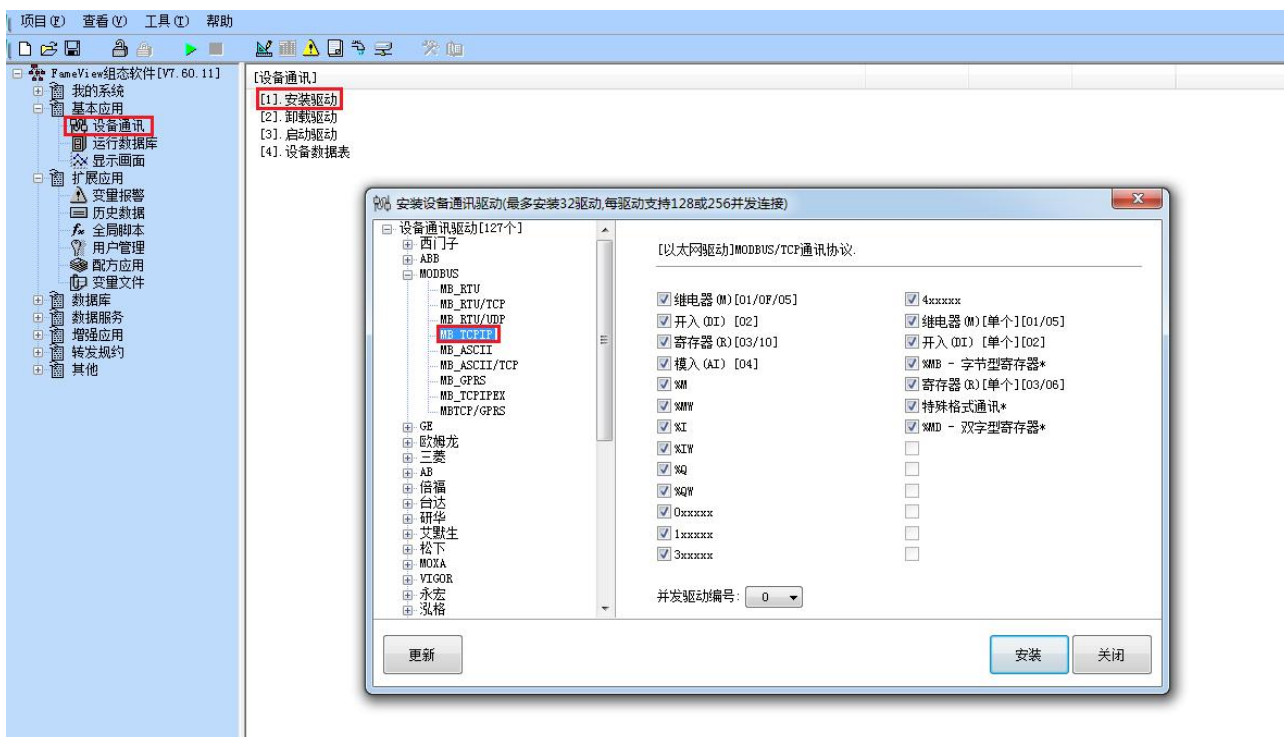 项目(F) 查看(V) 工具(T) 帮助
FameView组态软件[V7.60.11]
我的系统
基本应用
设备通讯
运行数据库
显示画面
扩展应用
变量报警
历史数据
全局脚本
用户管理
配方应用
变量文件
数据库
数据服务
增强应用
转发规约
其他
[设备通讯]
[1].安装驱动
[2].卸载驱动
[3].启动驱动
[4].设备数据表
安装设备通讯驱动(最多安装32驱动,每驱动支持128或256并发连接)
设备通讯驱动[127个]
西门子
ABB
MODBUS
MB_RTU
MB_RTU/TCP
MB_RTU/UDP
MB_TCPIP
MB_ASCII
MB_ASCII/TCP
MB_GPRS
MB_TCPIPEX
MBTCP/GPRS
GE
欧姆龙
三菱
AB
倍福
台达
研华
艾默生
松下
MOXA
VIGOR
永宏
泓格
[以太网驱动]MODBUS/TCP通讯协议.
继电器(M)[01/0F/05]
开入(DI) [02]
寄存器(R)[03/10]
模入(AI) [04]
%M
%MW
%I
%IW
%Q
%QW
0xxxxx
1xxxxx
3xxxxx
4xxxxx
继电器(M)[单个][01/05]
开入(DI) [单个][02]
%MB - 字节型寄存器*
寄存器(R)[单个][03/06]
特殊格式通讯*
%MD - 双字型寄存器*
并发驱动编号: 0
更新 安装 关闭